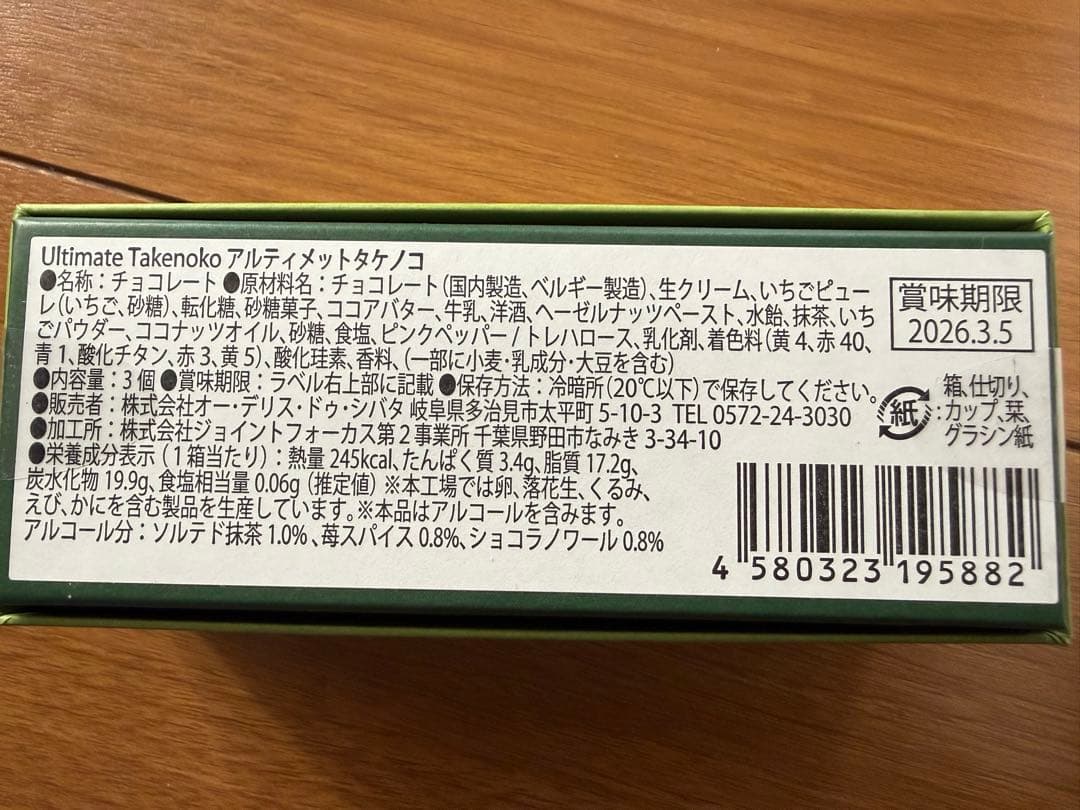 Ultimate Takenoko アルティメットタケノコ
●名称：チョコレート ●原材料名：チョコレート（国内製造、ベルギー製造）、生クリーム、いちごピュー
レ（いちご、砂糖）、転化糖、砂糖菓子、ココアバター、牛乳、洋酒、ヘーゼルナッツペースト、水飴、抹茶、いち
ごパウダー、ココナッツオイル、砂糖、食塩、ピンクペッパー / トレハロース、乳化剤、着色料（黄 4、赤 40、
青 1、酸化チタン、赤 3、黄 5）、酸化珪素、香料、（一部に小麦・乳成分・大豆を含む）
●内容量：3 個 ●賞味期限：ラベル右上部に記載 ●保存方法：冷暗所（20℃以下）で保存してください。
●販売者：株式会社オー・デリス・ドゥ・シバタ 岐阜県多治見市太平町 5-10-3 TEL 0572-24-3030
●加工所：株式会社ジョイントフォーカス第 2 事業所 千葉県野田市なみき 3-34-10
●栄養成分表示（1 箱当たり）：熱量 245kcal、たんぱく質 3.4g、脂質 17.2g、
炭水化物 19.9g、食塩相当量 0.06g（推定値）※本工場では卵、落花生、くるみ、
えび、かにを含む製品を生産しています。※本品はアルコールを含みます。
アルコール分：ソルテド抹茶 1.0%、苺スパイス 0.8%、ショコラノワール 0.8%
賞味期限
2026.3.5
紙
：
箱、仕切り、
カップ、栞、
グラシン紙
4 580323 195882